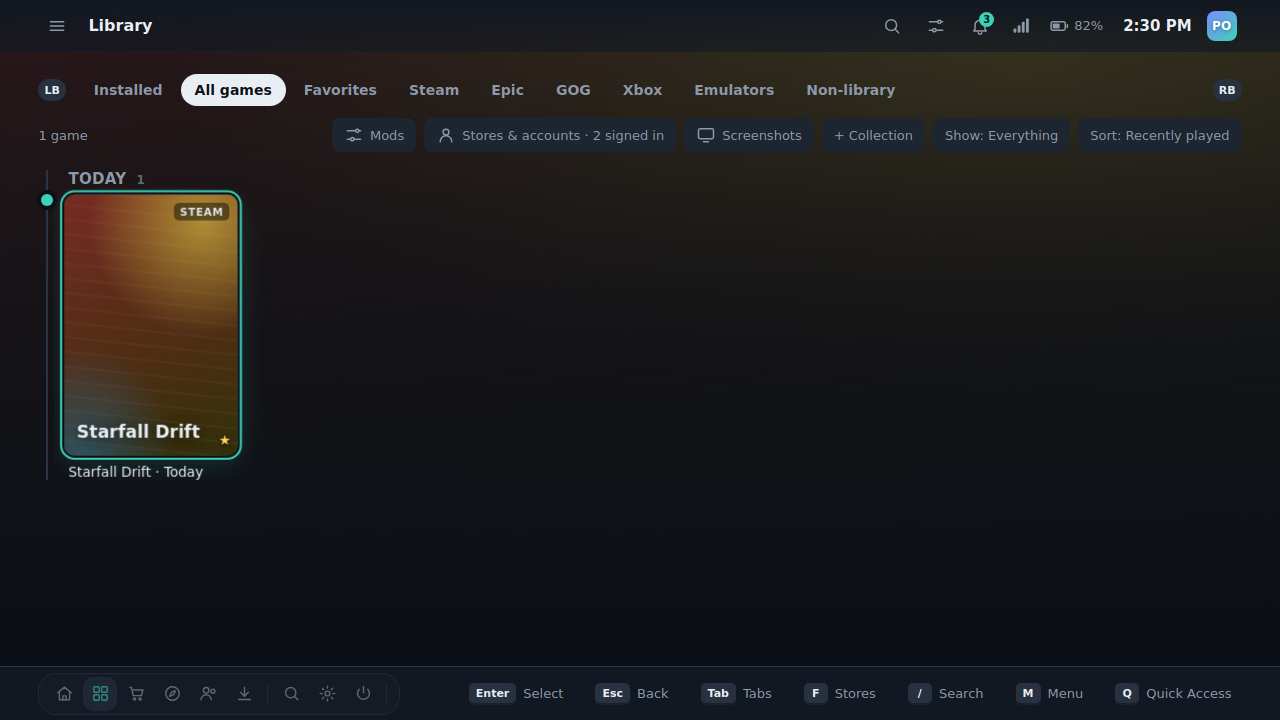 Library
3
82%
2:30 PM
PO
LB
Installed
All games
Favorites
Steam
Epic
GOG
Xbox
Emulators
Non-library
RB
1 game
Mods
Stores & accounts · 2 signed in
Screenshots
+ Collection
Show: Everything
Sort: Recently played
TODAY 1
STEAM
Starfall Drift
★
Starfall Drift · Today
Enter Select
Esc Back
Tab Tabs
F Stores
/ Search
M Menu
Q Quick Access